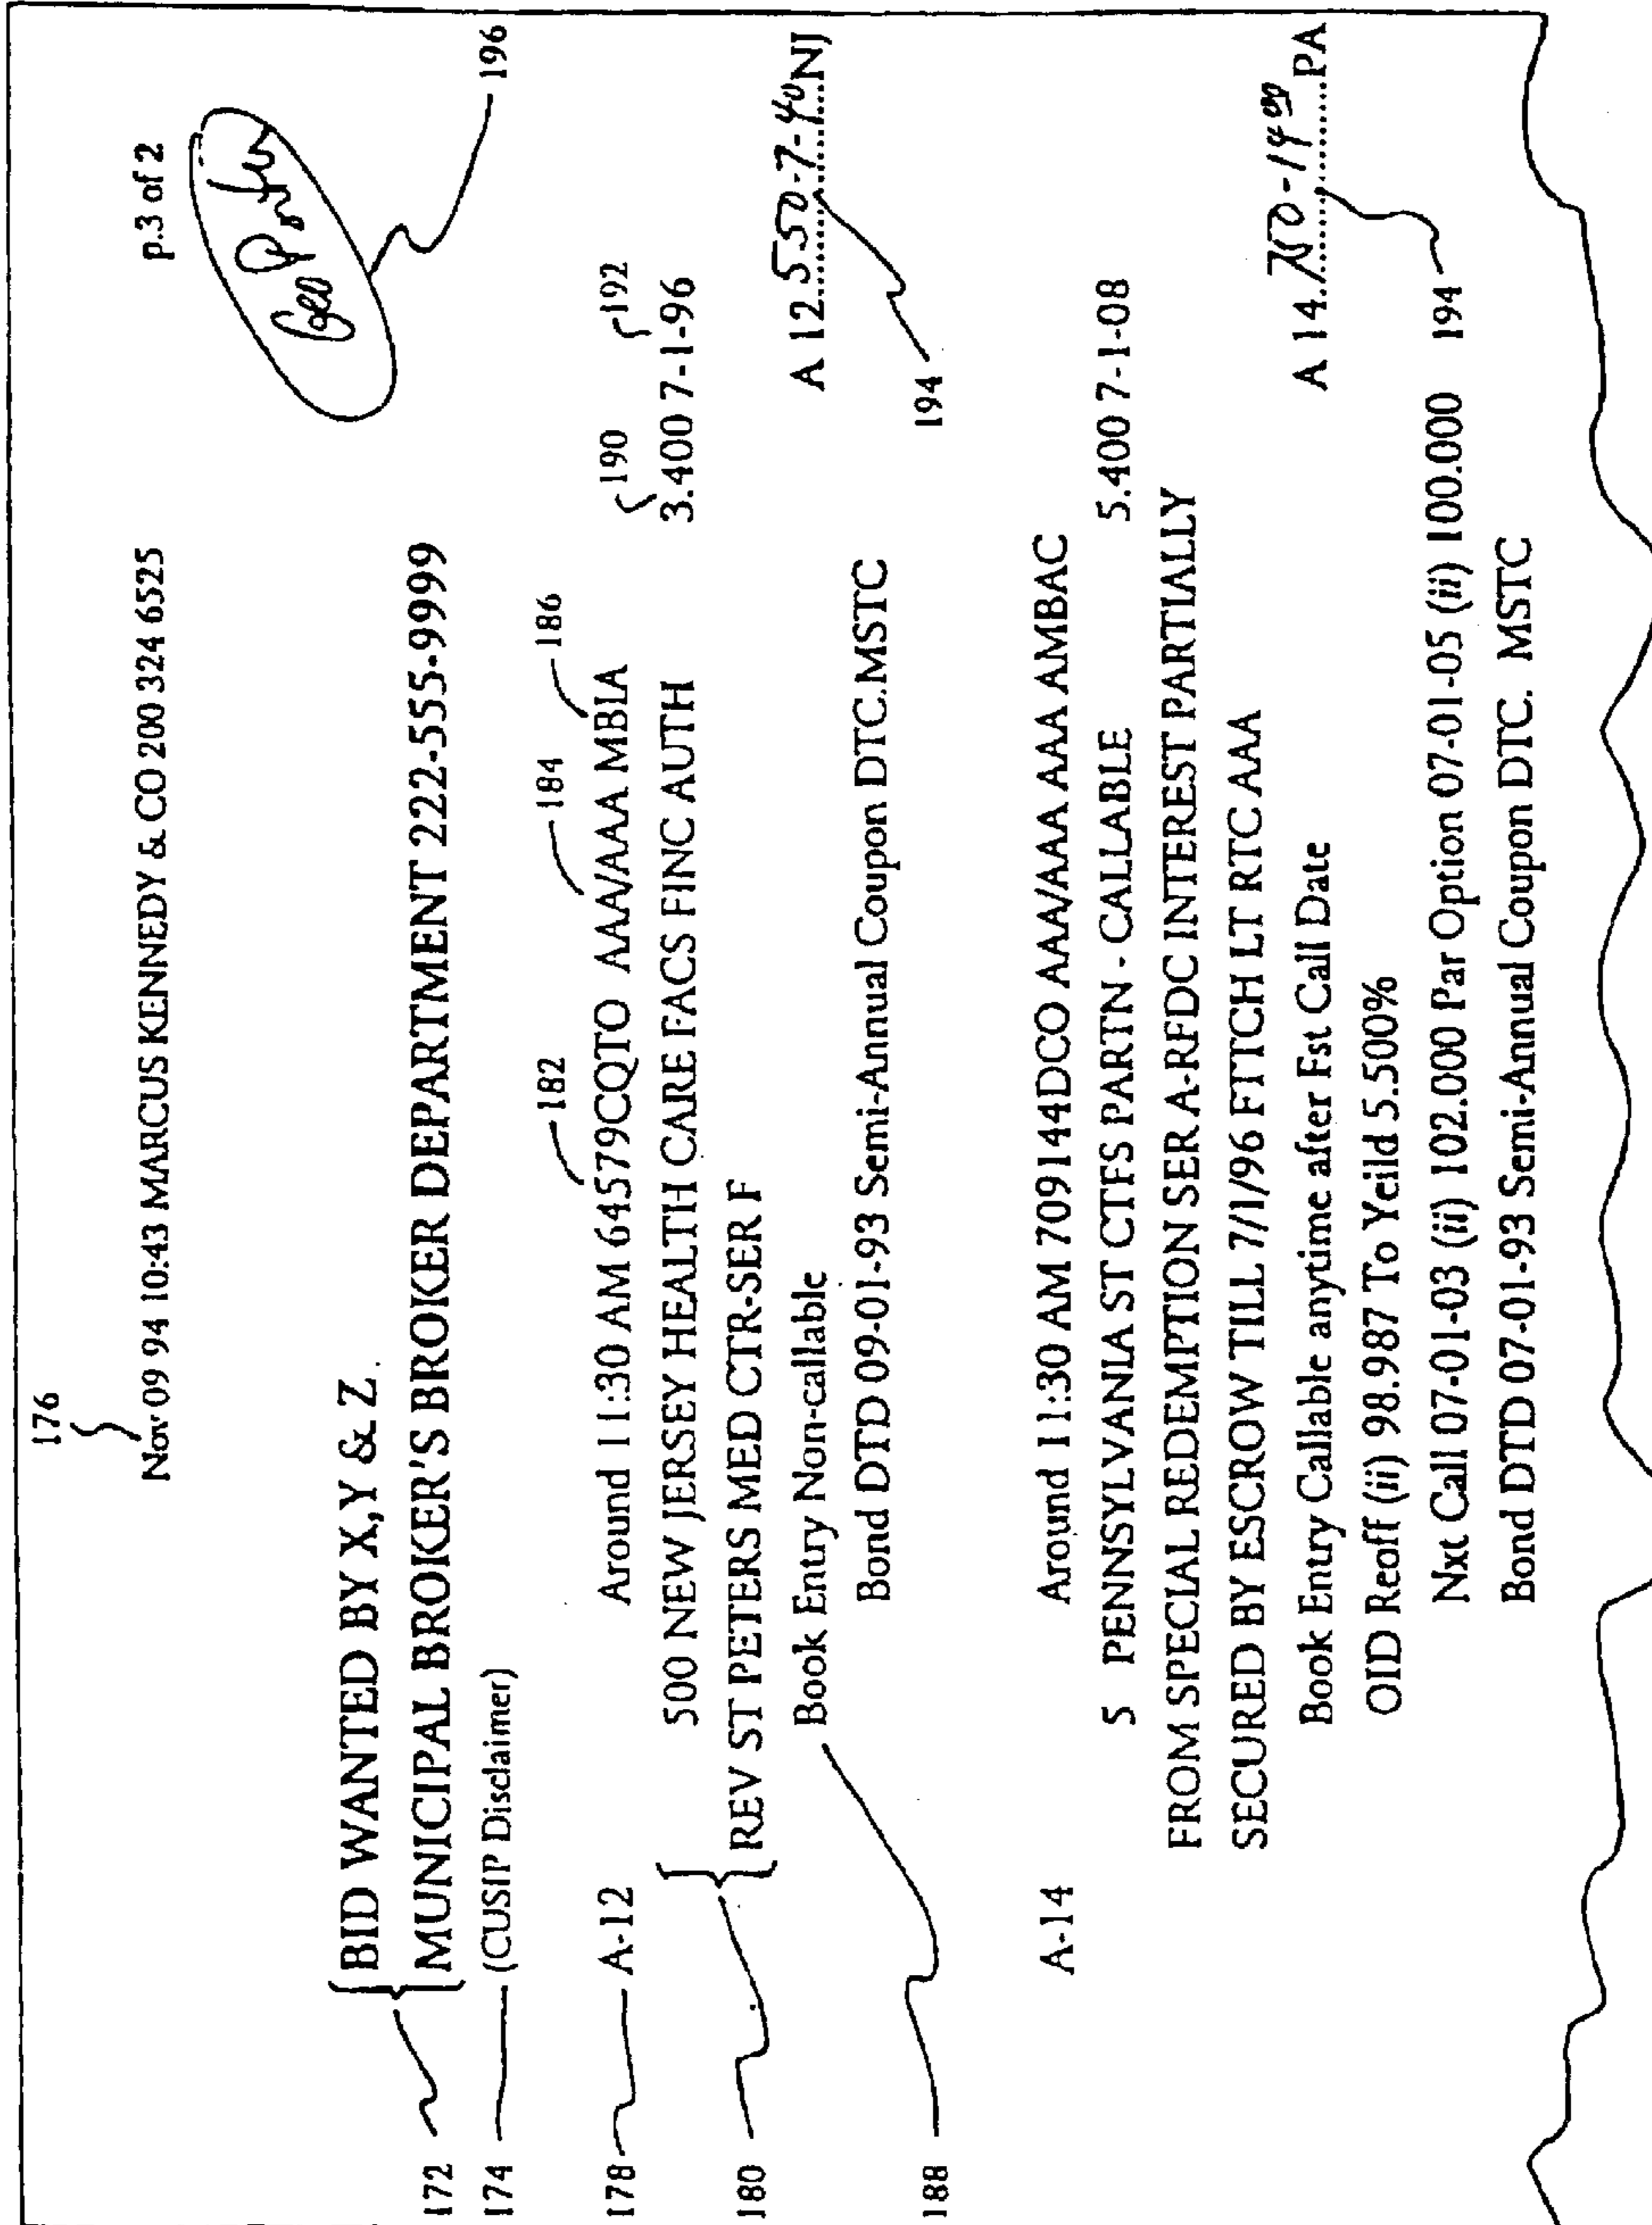 176
Nov 09 94 10:43 MARCUS KENNEDY & CO 200 324 6525
p.3 of 2
Geo
196
172 BID WANTED BY X,Y & Z.
MUNICIPAL BROKER'S BROKER DEPARTMENT 222-555-9999
174 (CUSIP Disclaimer)
182 184 186 190 192
178 A-12 Around 11:30 AM 645579CQTO AAA/AAA MBIA
500 NEW JERSEY HEALTH CARE FACS FINC AUTH 3.400 7-1-96
180 REV ST PETERS MED CTR-SER F
188 Book Entry Non-callable A 12...550-7-40...NJ
Bond DTD 09-01-93 Semi-Annual Coupon DTC.MSTC
194
A-14 Around 11:30 AM 709144DCO AAA/AAA AAA AMBAC
5 PENNSYLVANIA ST CTFS PARTN - CALLABLE 5.400 7-1-08
FROM SPECIAL REDEMPTION SER A-RFDC INTEREST PARTIALLY
SECURED BY ESCROW TILL 7/1/96 FTTCH LT RTC AAA
Book Entry Callable anytime after Fst Call Date A 14 PA
OID Reoff (ii) 98.987 To Yeild 5.500%
Nxt Call 07-01-03 (ii) 102.000 Par Option 07-01-05 (ii) 100.000 194
Bond DTD 07-01-93 Semi-Annual Coupon DTC. MSTC